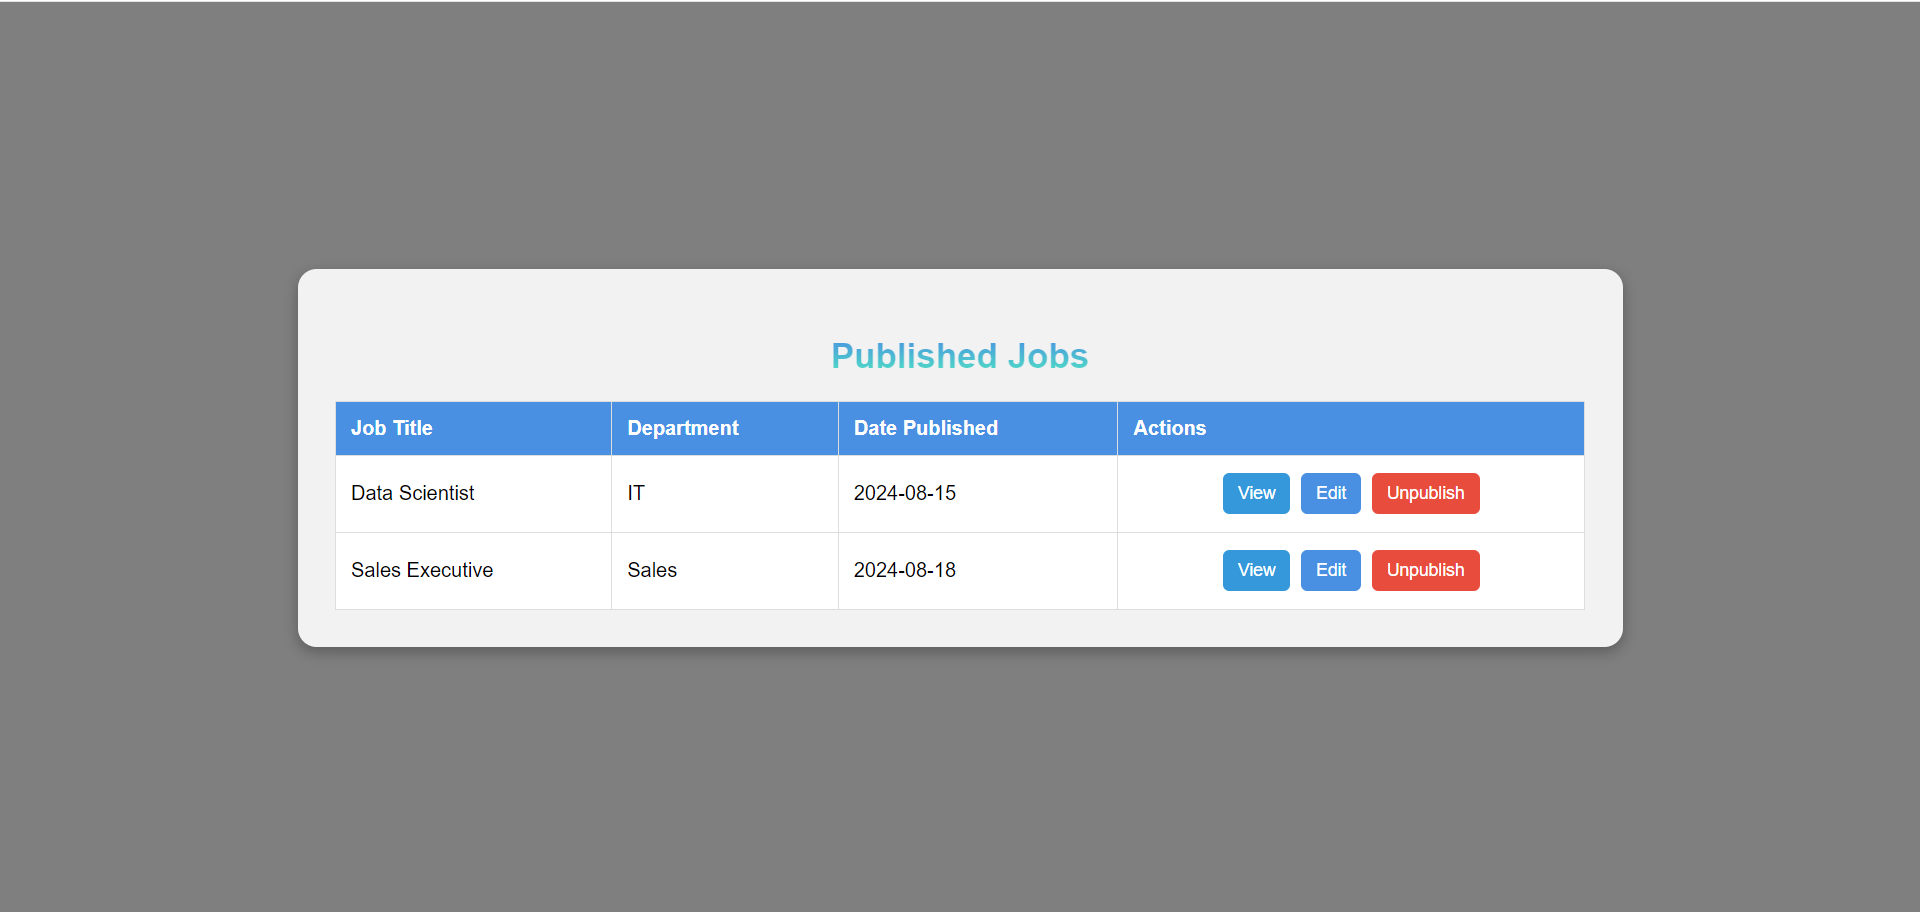 Published Jobs
Job Title Department Date Published Actions
Data Scientist IT 2024-08-15 View Edit Unpublish
Sales Executive Sales 2024-08-18 View Edit Unpublish